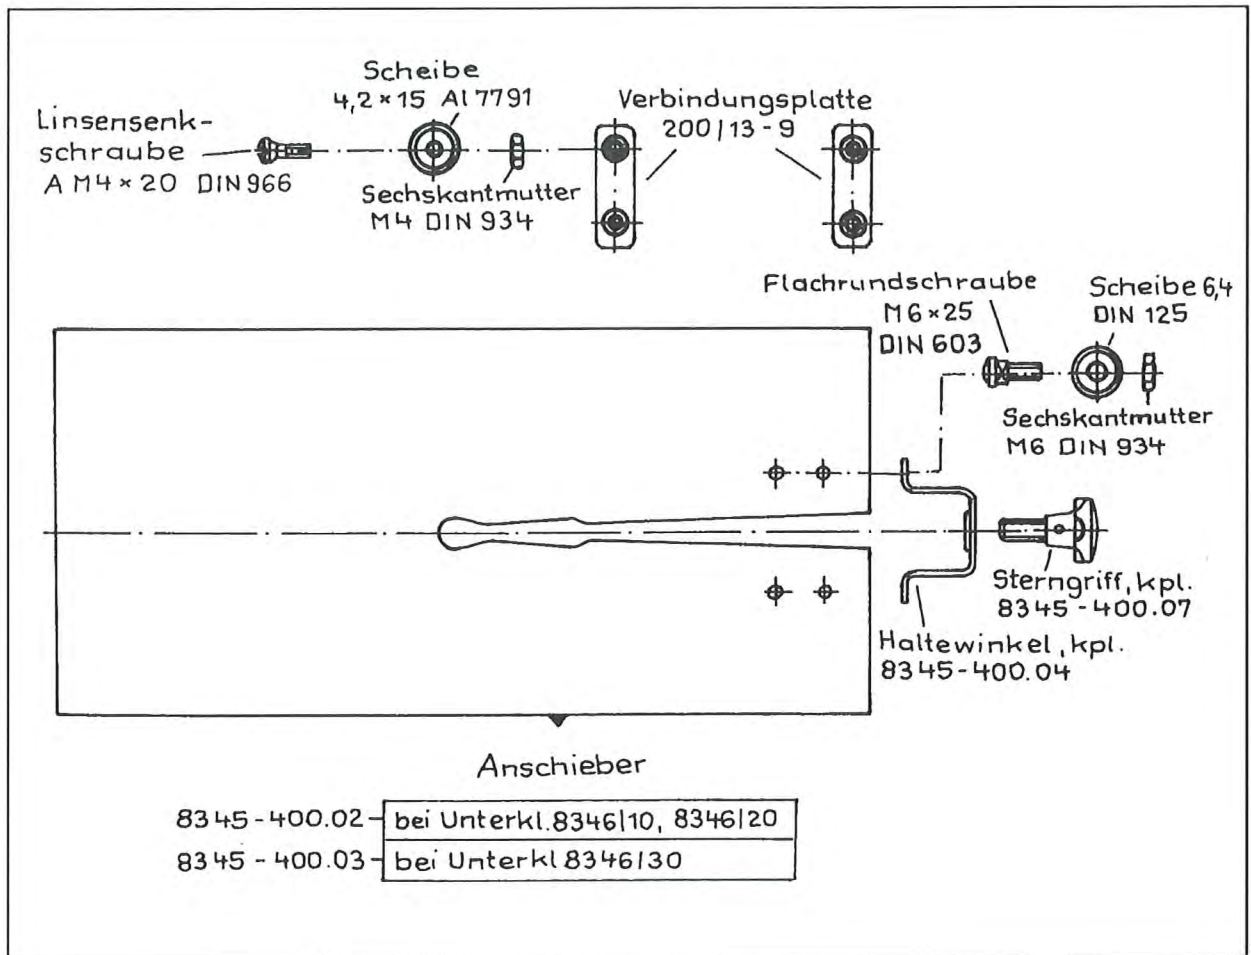 Scheibe
4,2×15 Al 7791
Linsensenk-
schraube
A M4×20 DIN 966
Sechskantmutter
M4 DIN 934
Verbindungsplatte
200/13-9
Flachrundschraube
M6×25
DIN 603
Scheibe 6,4
DIN 125
Sechskantmutter
M6 DIN 934
Sterngriff, kpl.
8345-400.07
Haltewinkel, kpl.
8345-400.04
Anschieber
8345-400.02 bei Unterkl. 8346/10, 8346/20
8345-400.03 bei Unterkl 8346/30